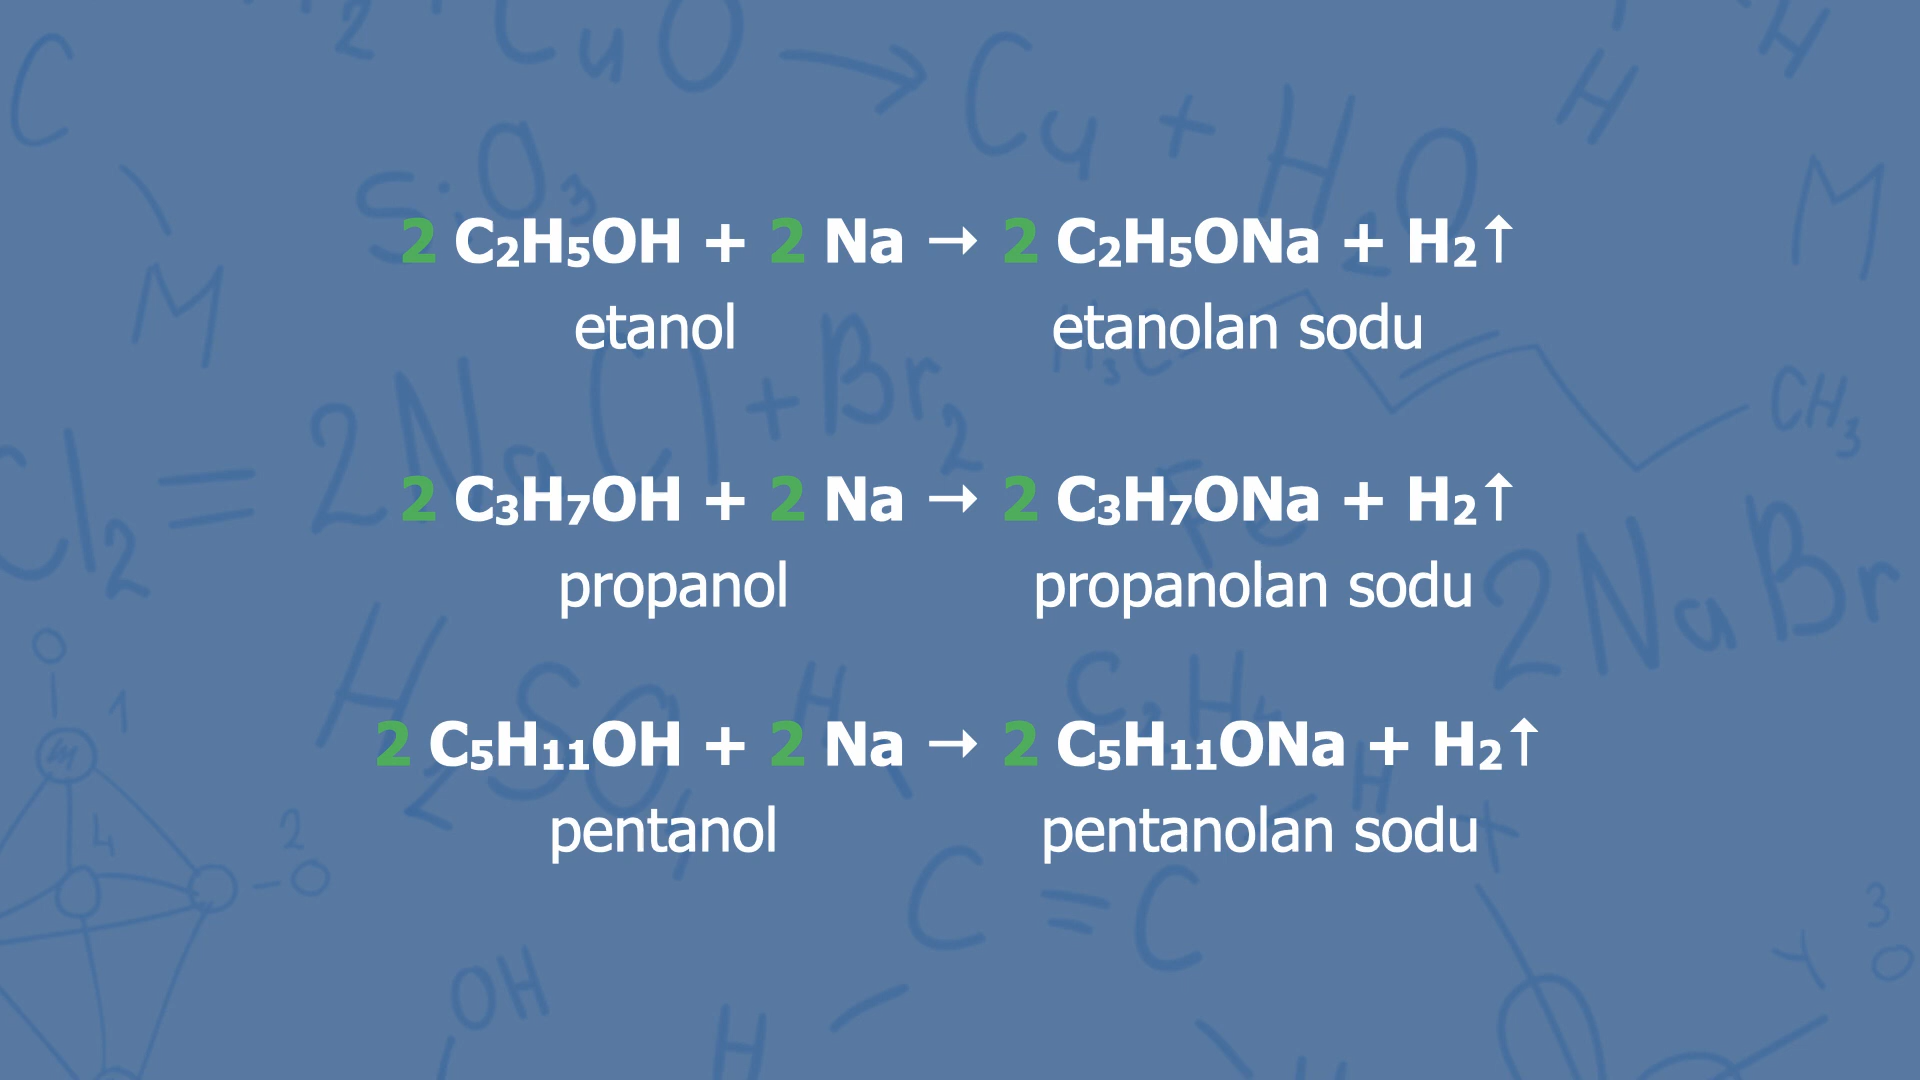 2 C₂H₅OH + 2 Na → 2 C₂H₅ONa + H₂↑
etanol etanolan sodu
2 C₃H₇OH + 2 Na → 2 C₃H₇ONa + H₂↑
propanol propanolan sodu
2 C₅H₁₁OH + 2 Na → 2 C₅H₁₁ONa + H₂↑
pentanol pentanolan sodu